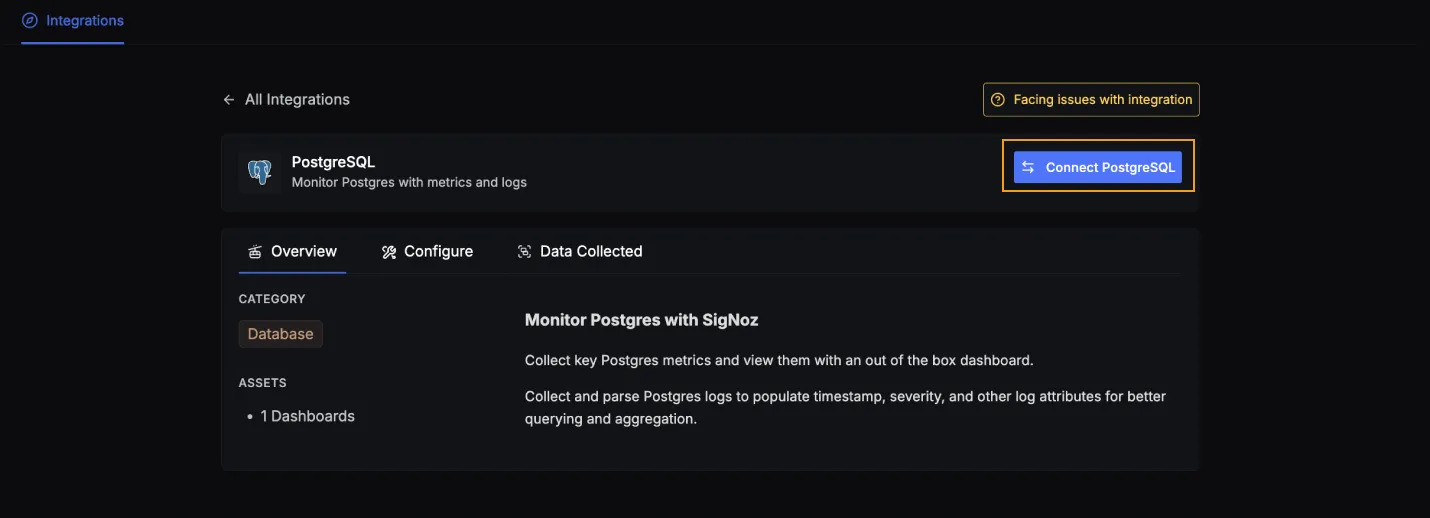 Integrations
All Integrations
Facing issues with integration
PostgreSQL
Monitor Postgres with metrics and logs
Connect PostgreSQL
Overview
Configure
Data Collected
CATEGORY
Database
ASSETS
1 Dashboards
Monitor Postgres with SigNoz
Collect key Postgres metrics and view them with an out of the box dashboard.
Collect and parse Postgres logs to populate timestamp, severity, and other log attributes for better
querying and aggregation.